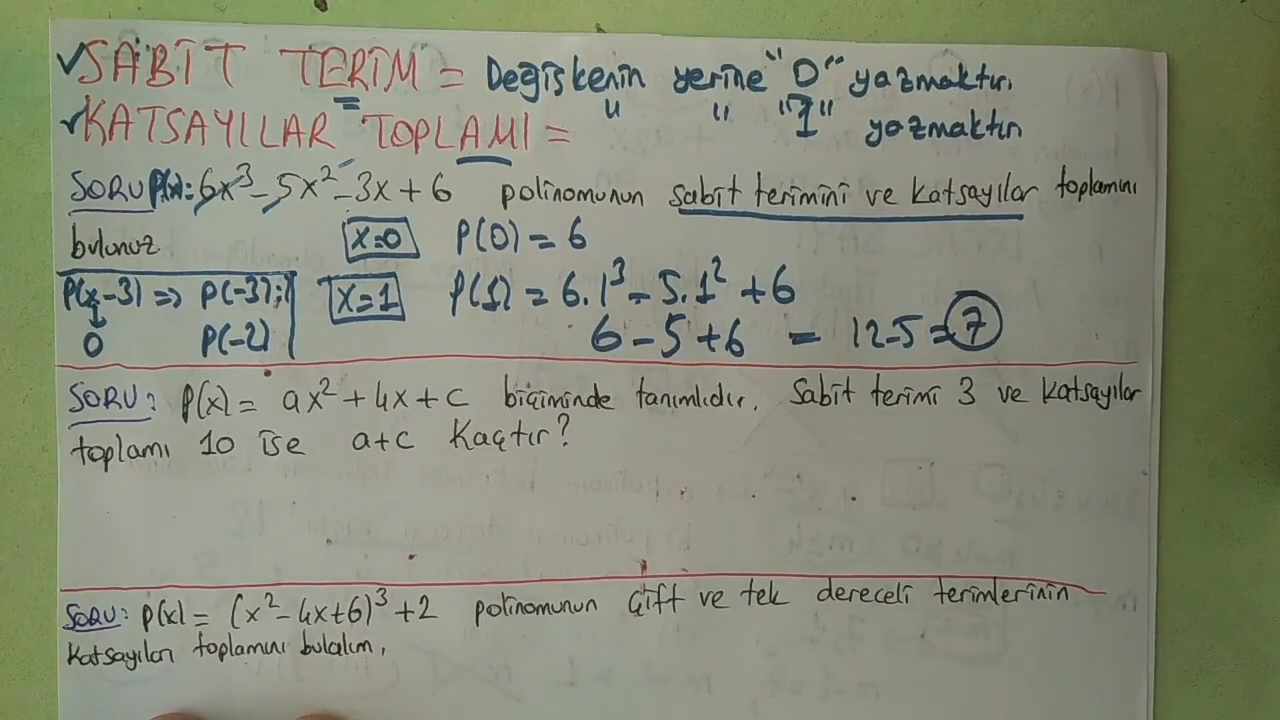 ✓SABİT TERİM = Değişkenin yerine "0" yazmaktır.
✓KATSAYILAR TOPLAMI = " " "1" yazmaktır
SORU P(x): 6x³ - 5x² - 3x + 6 polinomunun sabit terimini ve katsayılar toplamını
bulunuz. x=0 P(0) = 6
P(x-3) => P(-3); x=1 P(1) = 6.1³ - 5.1² + 6
0 P(-2) 6 - 5 + 6 = 12-5 = 7
SORU: P(x) = ax² + 4x + c biçiminde tanımlıdır. Sabit terimi 3 ve katsayılar
toplamı 10 ise a+c kaçtır?
SORU: P(x) = (x² - 4x + 6)³ + 2 polinomunun çift ve tek dereceli terimlerinin
katsayıları toplamını bulalım.